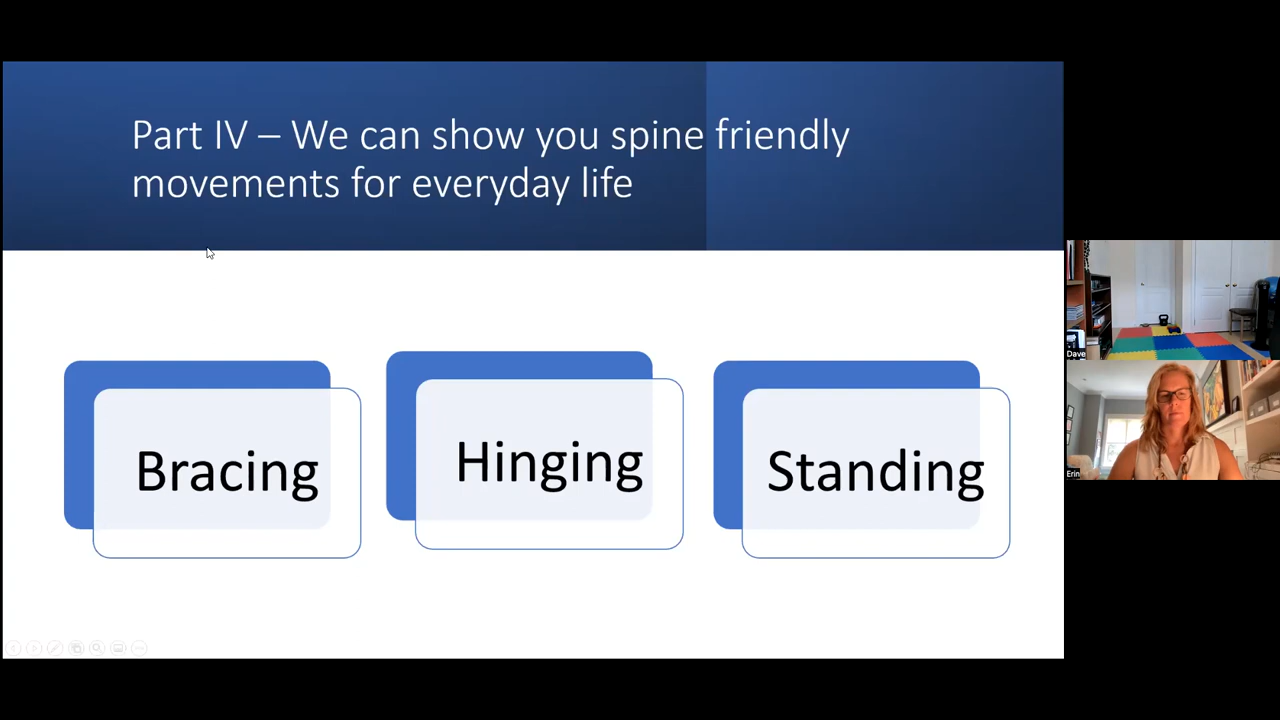 Part IV – We can show you spine friendly
movements for everyday life
Bracing
Hinging
Standing
Dave
Erin